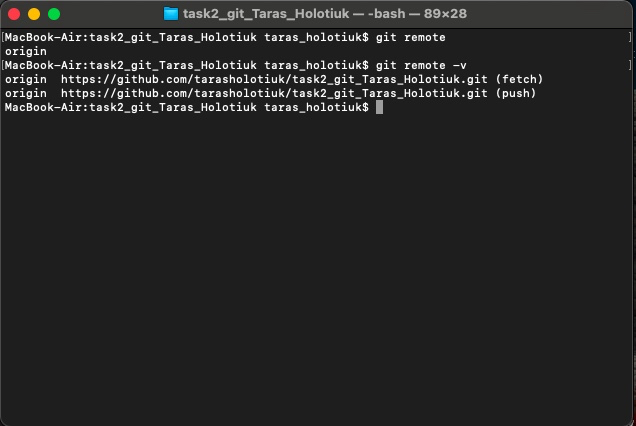 task2_git_Taras_Holotiuk — -bash — 89×28
[MacBook-Air:task2_git_Taras_Holotiuk taras_holotiuk$ git remote ]
origin
[MacBook-Air:task2_git_Taras_Holotiuk taras_holotiuk$ git remote -v ]
origin  https://github.com/tarasholotiuk/task2_git_Taras_Holotiuk.git (fetch)
origin  https://github.com/tarasholotiuk/task2_git_Taras_Holotiuk.git (push)
MacBook-Air:task2_git_Taras_Holotiuk taras_holotiuk$